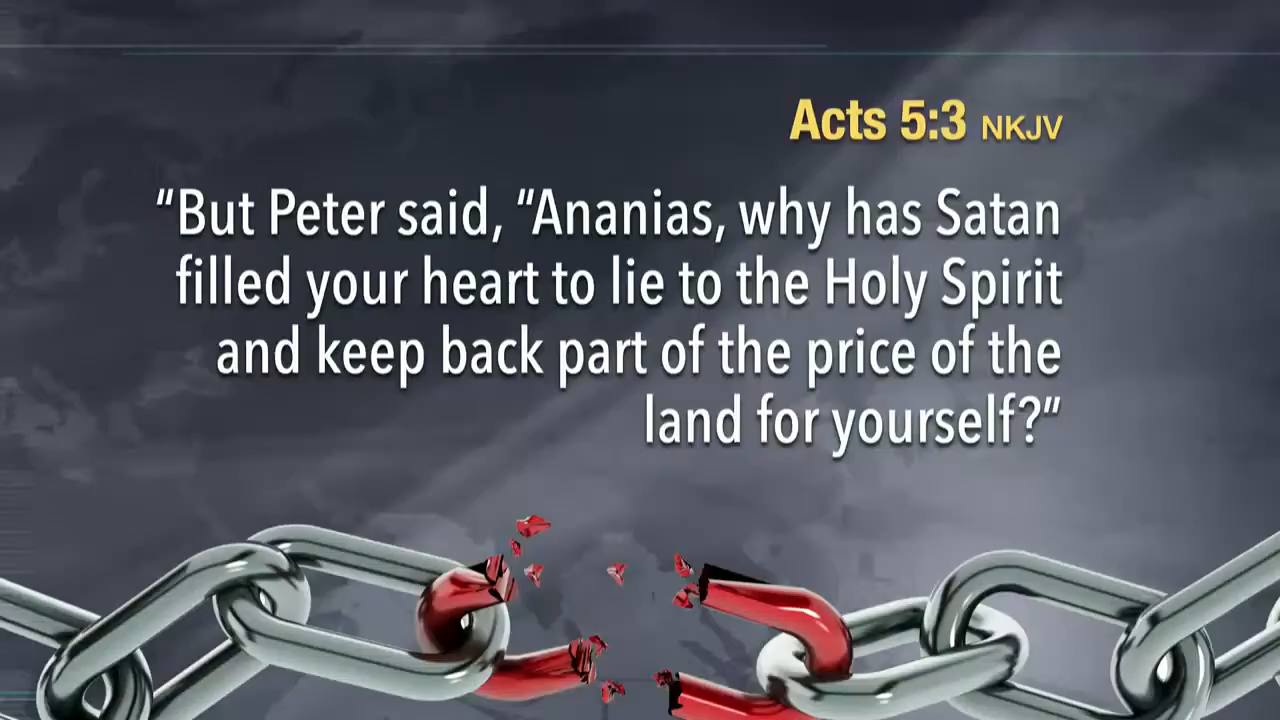 Acts 5:3 NKJV
“But Peter said, “Ananias, why has Satan
filled your heart to lie to the Holy Spirit
and keep back part of the price of the
land for yourself?”